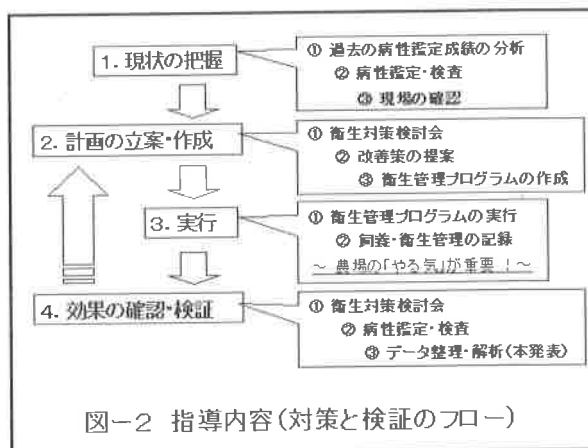 1. 現状の把握
① 過去の病性鑑定成績の分析
② 病性鑑定・検査
③ 現場の確認
2. 計画の立案・作成
① 衛生対策検討会
② 改善策の提案
③ 衛生管理プログラムの作成
3. 実行
① 衛生管理プログラムの実行
② 飼養・衛生管理の記録
～ 農場の「やる気」が重要 ！～
4. 効果の確認・検証
① 衛生対策検討会
② 病性鑑定・検査
③ データ整理・解析(本発表)
図－2 指導内容(対策と検証のフロー)